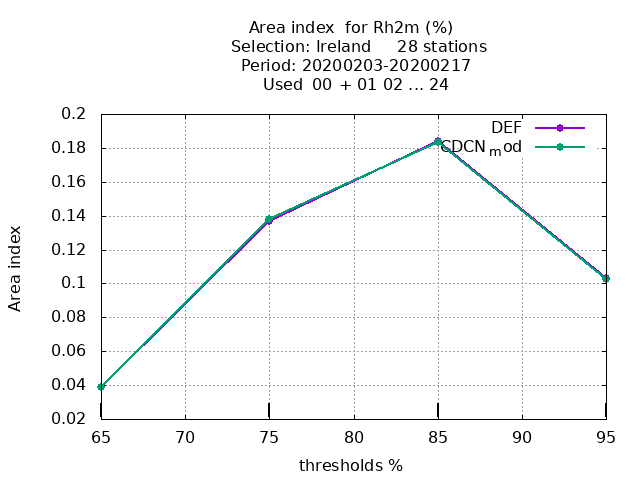 Area index  for Rh2m (%)
Selection: Ireland     28 stations
Period: 20200203-20200217
Used  00 + 01 02 ... 24
DEF
CDCN_mod
0.2
0.18
0.16
0.14
0.12
0.1
0.08
0.06
0.04
0.02
Area index
65 70 75 80 85 90 95
thresholds %